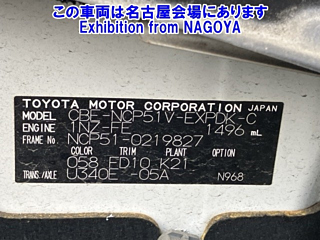 この車両は名古屋会場にあります
Exhibition from NAGOYA
TOYOTA MOTOR CORPORATION JAPAN
MODEL CBE-NCP51V-EXPDK-C
ENGINE 1NZ-FE 1496 mL
FRAME No. NCP51-0219827
COLOR TRIM PLANT
058 FD10 K21
TRANS./AXLE U340E -05A N968